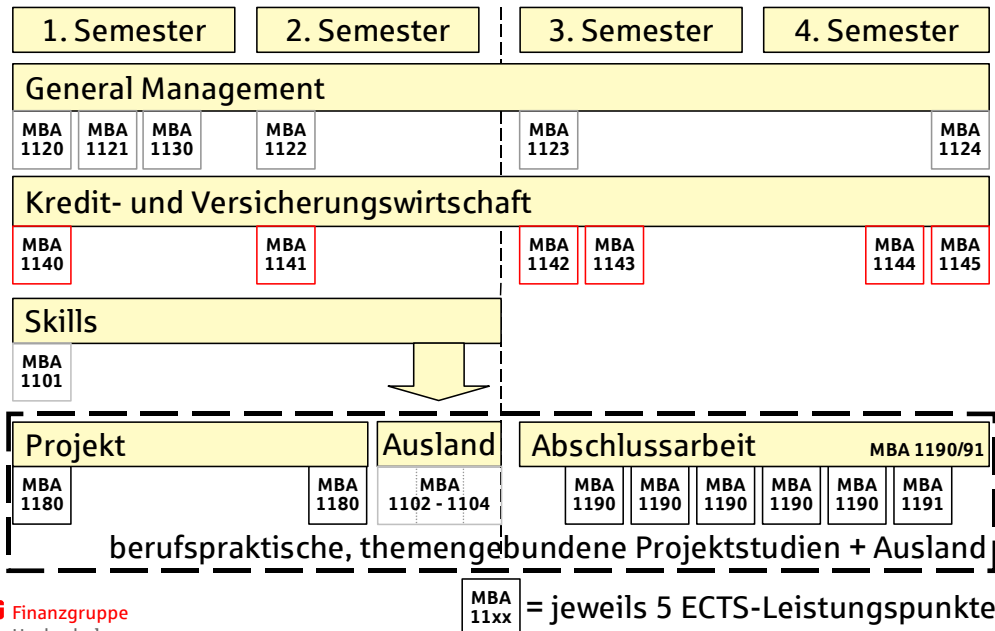 1. Semester 2. Semester 3. Semester 4. Semester
General Management
MBA 1120 MBA 1121 MBA 1130 MBA 1122 MBA 1123 MBA 1124
Kredit- und Versicherungswirtschaft
MBA 1140 MBA 1141 MBA 1142 MBA 1143 MBA 1144 MBA 1145
Skills
MBA 1101
Projekt Ausland Abschlussarbeit MBA 1190/91
MBA 1180 MBA 1180 MBA 1102 - 1104 MBA 1190 MBA 1190 MBA 1190 MBA 1190 MBA 1190 MBA 1191
berufspraktische, themengebundene Projektstudien + Ausland
MBA 11xx = jeweils 5 ECTS-Leistungspunkte
Finanzgruppe